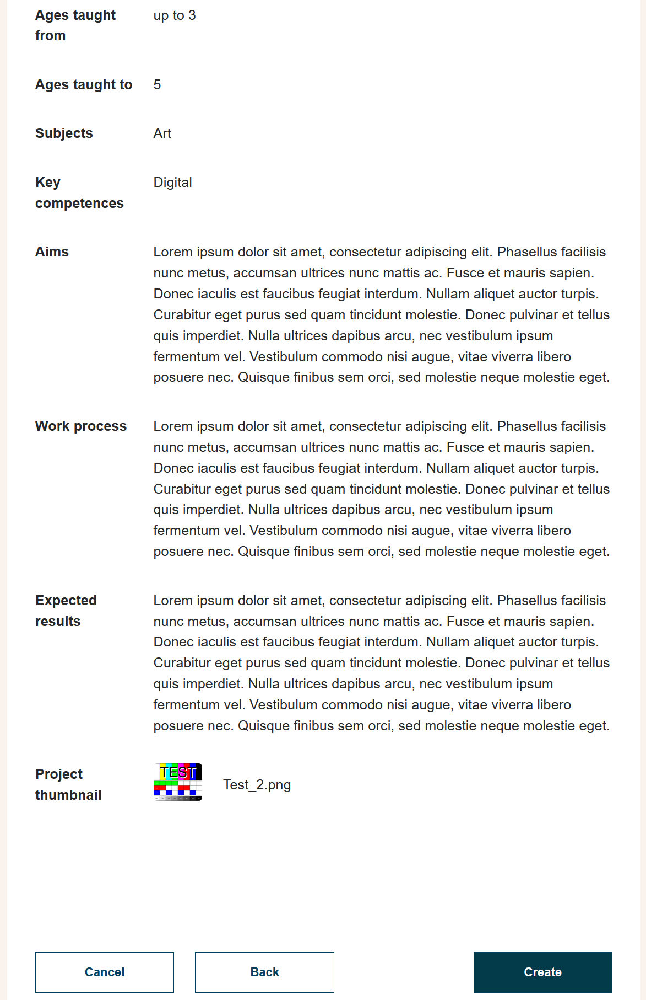 Ages taught from
up to 3
Ages taught to
5
Subjects
Art
Key competences
Digital
Aims
Lorem ipsum dolor sit amet, consectetur adipiscing elit. Phasellus facilisis
nunc metus, accumsan ultrices nunc mattis ac. Fusce et mauris sapien.
Donec iaculis est faucibus feugiat interdum. Nullam aliquet auctor turpis.
Curabitur eget purus sed quam tincidunt molestie. Donec pulvinar et tellus
quis imperdiet. Nulla ultrices dapibus arcu, nec vestibulum ipsum
fermentum vel. Vestibulum commodo nisi augue, vitae viverra libero
posuere nec. Quisque finibus sem orci, sed molestie neque molestie eget.
Work process
Lorem ipsum dolor sit amet, consectetur adipiscing elit. Phasellus facilisis
nunc metus, accumsan ultrices nunc mattis ac. Fusce et mauris sapien.
Donec iaculis est faucibus feugiat interdum. Nullam aliquet auctor turpis.
Curabitur eget purus sed quam tincidunt molestie. Donec pulvinar et tellus
quis imperdiet. Nulla ultrices dapibus arcu, nec vestibulum ipsum
fermentum vel. Vestibulum commodo nisi augue, vitae viverra libero
posuere nec. Quisque finibus sem orci, sed molestie neque molestie eget.
Expected results
Lorem ipsum dolor sit amet, consectetur adipiscing elit. Phasellus facilisis
nunc metus, accumsan ultrices nunc mattis ac. Fusce et mauris sapien.
Donec iaculis est faucibus feugiat interdum. Nullam aliquet auctor turpis.
Curabitur eget purus sed quam tincidunt molestie. Donec pulvinar et tellus
quis imperdiet. Nulla ultrices dapibus arcu, nec vestibulum ipsum
fermentum vel. Vestibulum commodo nisi augue, vitae viverra libero
posuere nec. Quisque finibus sem orci, sed molestie neque molestie eget.
Project thumbnail
TEST
Test_2.png
Cancel
Back
Create